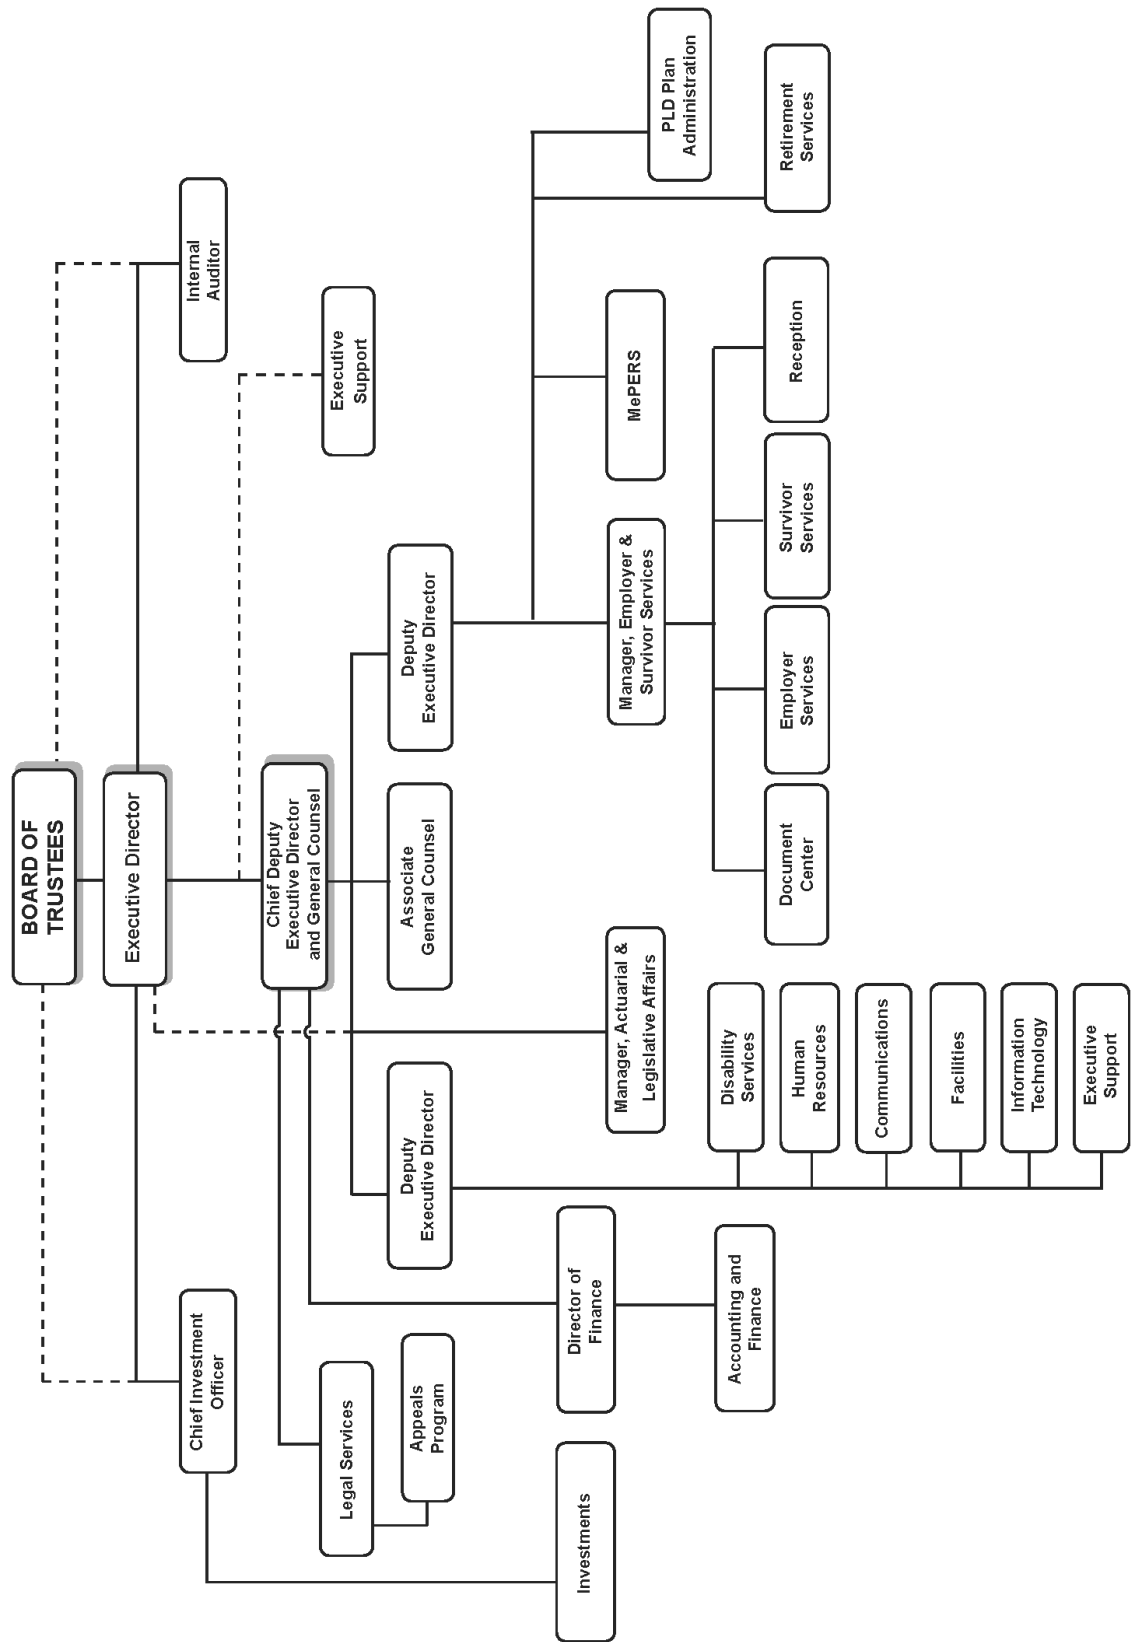 BOARD OF
TRUSTEES
Executive Director
Chief Investment
Officer
Internal
Auditor
Chief Deputy
Executive Director
and General Counsel
Legal Services
Executive
Support
Appeals
Program
Deputy
Executive Director
Associate
General Counsel
Deputy
Executive Director
Investments
Director of
Finance
Manager, Actuarial &
Legislative Affairs
Manager, Employer &
Survivor Services
MePERS
PLD Plan
Administration
Accounting and
Finance
Disability
Services
Human
Resources
Communications
Facilities
Information
Technology
Executive
Support
Document
Center
Employer
Services
Survivor
Services
Reception
Retirement
Services